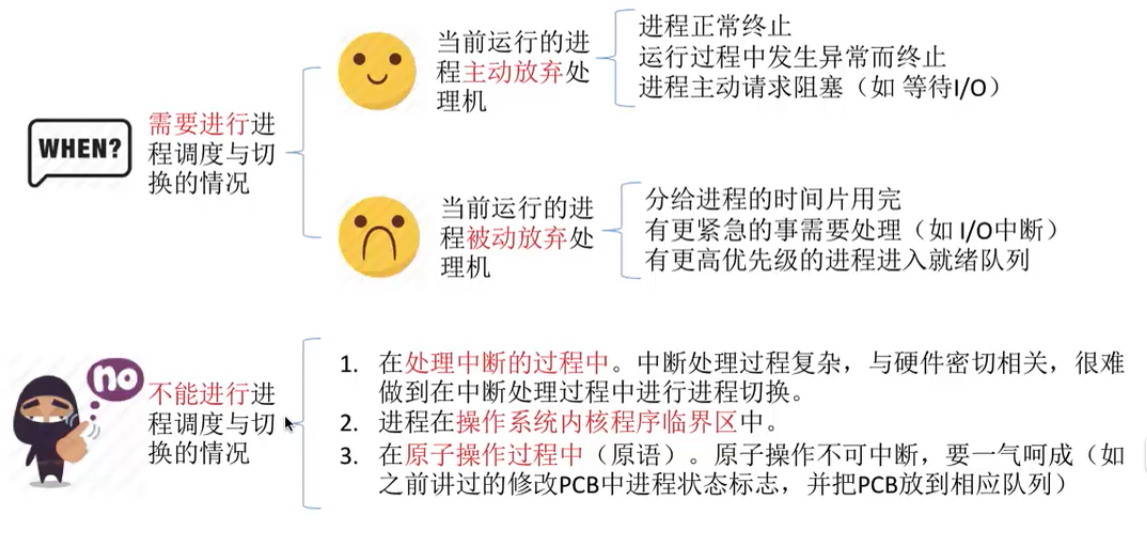 WHEN?
需要进行进
程调度与切
换的情况
当前运行的进
程主动放弃处
理机
进程正常终止
运行过程中发生异常而终止
进程主动请求阻塞（如 等待I/O）
当前运行的进
程被动放弃处
理机
分给进程的时间片用完
有更紧急的事需要处理（如 I/O中断）
有更高优先级的进程进入就绪队列
no
不能进行进
程调度与切
换的情况
1. 在处理中断的过程中。中断处理过程复杂，与硬件密切相关，很难
做到在中断处理过程中进行进程切换。
2. 进程在操作系统内核程序临界区中。
3. 在原子操作过程中（原语）。原子操作不可中断，要一气呵成（如
之前讲过的修改PCB中进程状态标志，并把PCB放到相应队列）